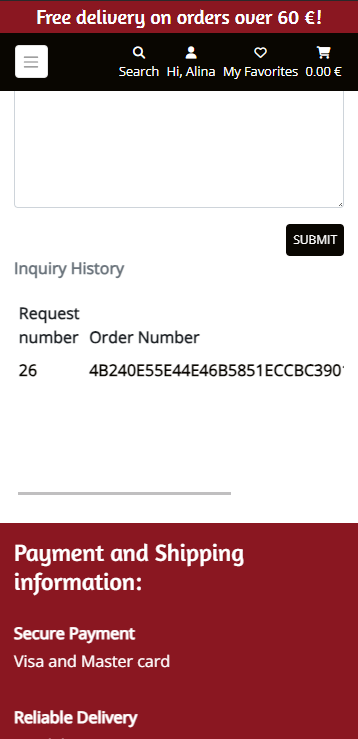 Free delivery on orders over 60 €!
Search Hi, Alina My Favorites 0.00 €
SUBMIT
Inquiry History
Request
number Order Number
26 4B240E55E44E46B5851ECCBC390
Payment and Shipping
information:
Secure Payment
Visa and Master card
Reliable Delivery